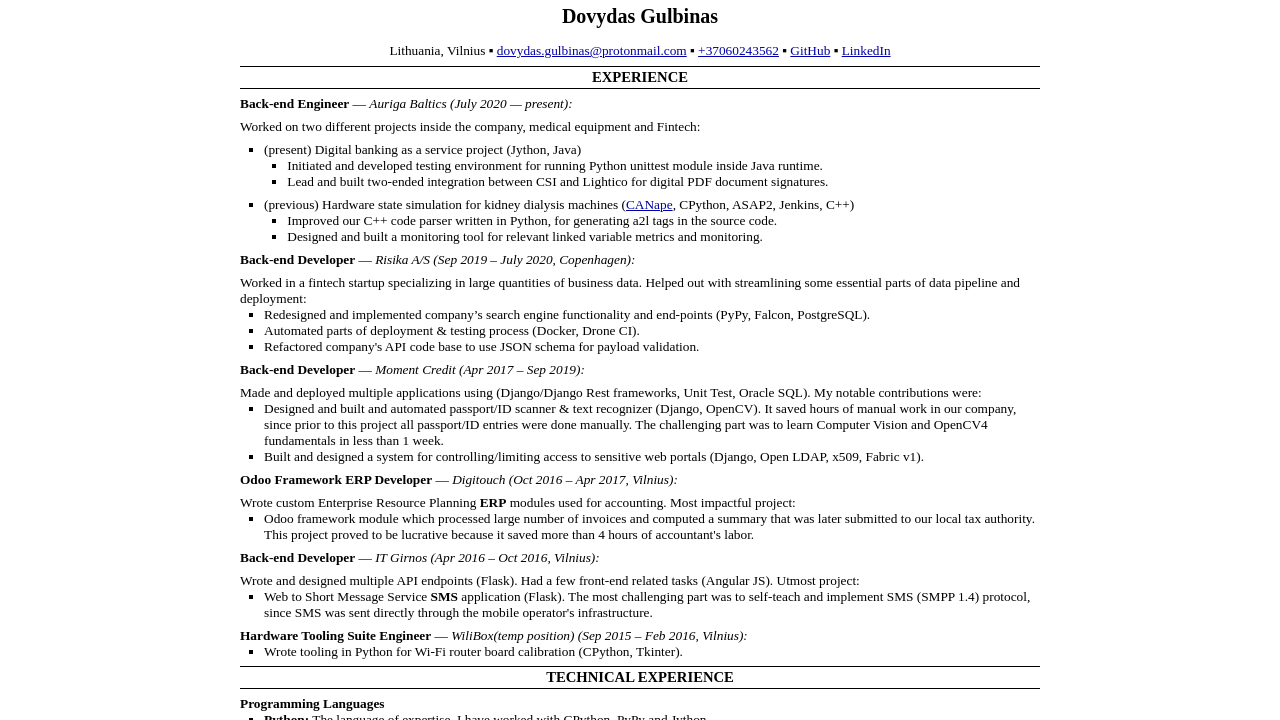 Dovydas Gulbinas
Lithuania, Vilnius ▪ dovydas.gulbinas@protonmail.com ▪ +37060243562 ▪ GitHub ▪ LinkedIn
EXPERIENCE
Back-end Engineer — Auriga Baltics (July 2020 — present):
Worked on two different projects inside the company, medical equipment and Fintech:
▪ (present) Digital banking as a service project (Jython, Java)
▪ Initiated and developed testing environment for running Python unittest module inside Java runtime.
▪ Lead and built two-ended integration between CSI and Lightico for digital PDF document signatures.
▪ (previous) Hardware state simulation for kidney dialysis machines (CANape, CPython, ASAP2, Jenkins, C++)
▪ Improved our C++ code parser written in Python, for generating a2l tags in the source code.
▪ Designed and built a monitoring tool for relevant linked variable metrics and monitoring.
Back-end Developer — Risika A/S (Sep 2019 – July 2020, Copenhagen):
Worked in a fintech startup specializing in large quantities of business data. Helped out with streamlining some essential parts of data pipeline and
deployment:
▪ Redesigned and implemented company’s search engine functionality and end-points (PyPy, Falcon, PostgreSQL).
▪ Automated parts of deployment & testing process (Docker, Drone CI).
▪ Refactored company's API code base to use JSON schema for payload validation.
Back-end Developer — Moment Credit (Apr 2017 – Sep 2019):
Made and deployed multiple applications using (Django/Django Rest frameworks, Unit Test, Oracle SQL). My notable contributions were:
▪ Designed and built and automated passport/ID scanner & text recognizer (Django, OpenCV). It saved hours of manual work in our company,
since prior to this project all passport/ID entries were done manually. The challenging part was to learn Computer Vision and OpenCV4
fundamentals in less than 1 week.
▪ Built and designed a system for controlling/limiting access to sensitive web portals (Django, Open LDAP, x509, Fabric v1).
Odoo Framework ERP Developer — Digitouch (Oct 2016 – Apr 2017, Vilnius):
Wrote custom Enterprise Resource Planning ERP modules used for accounting. Most impactful project:
▪ Odoo framework module which processed large number of invoices and computed a summary that was later submitted to our local tax authority.
This project proved to be lucrative because it saved more than 4 hours of accountant's labor.
Back-end Developer — IT Girnos (Apr 2016 – Oct 2016, Vilnius):
Wrote and designed multiple API endpoints (Flask). Had a few front-end related tasks (Angular JS). Utmost project:
▪ Web to Short Message Service SMS application (Flask). The most challenging part was to self-teach and implement SMS (SMPP 1.4) protocol,
since SMS was sent directly through the mobile operator's infrastructure.
Hardware Tooling Suite Engineer — WiliBox(temp position) (Sep 2015 – Feb 2016, Vilnius):
▪ Wrote tooling in Python for Wi-Fi router board calibration (CPython, Tkinter).
TECHNICAL EXPERIENCE
Programming Languages
▪ Python: The language of expertise. I have worked with CPython, PyPy and Jython.